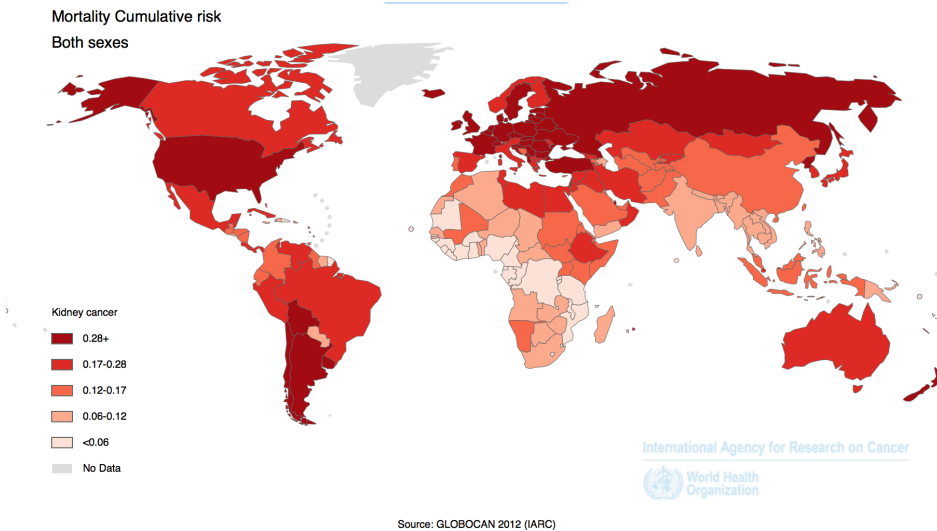 Mortality Cumulative risk
Both sexes
Kidney cancer
0.28+
0.17-0.28
0.12-0.17
0.06-0.12
<0.06
No Data
International Agency for Research on Cancer
World Health
Organization
Source: GLOBOCAN 2012 (IARC)